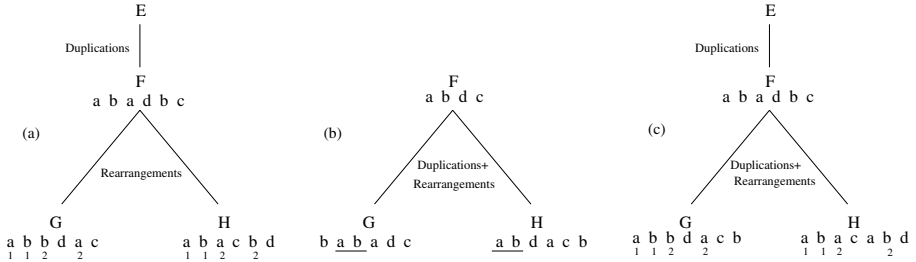 E
Duplications
F
a b a d b c
(a)
Rearrangements
G
a b b d a c
1 1 2 2
H
a b a c b d
1 1 2 2
F
a b d c
(b)
Duplications+
Rearrangements
G
b a b a d c
H
a b d a c b
E
Duplications
F
a b a d b c
(c)
Duplications+
Rearrangements
G
a b b d a c b
1 1 2 2
H
a b a c a b d
1 1 2 2